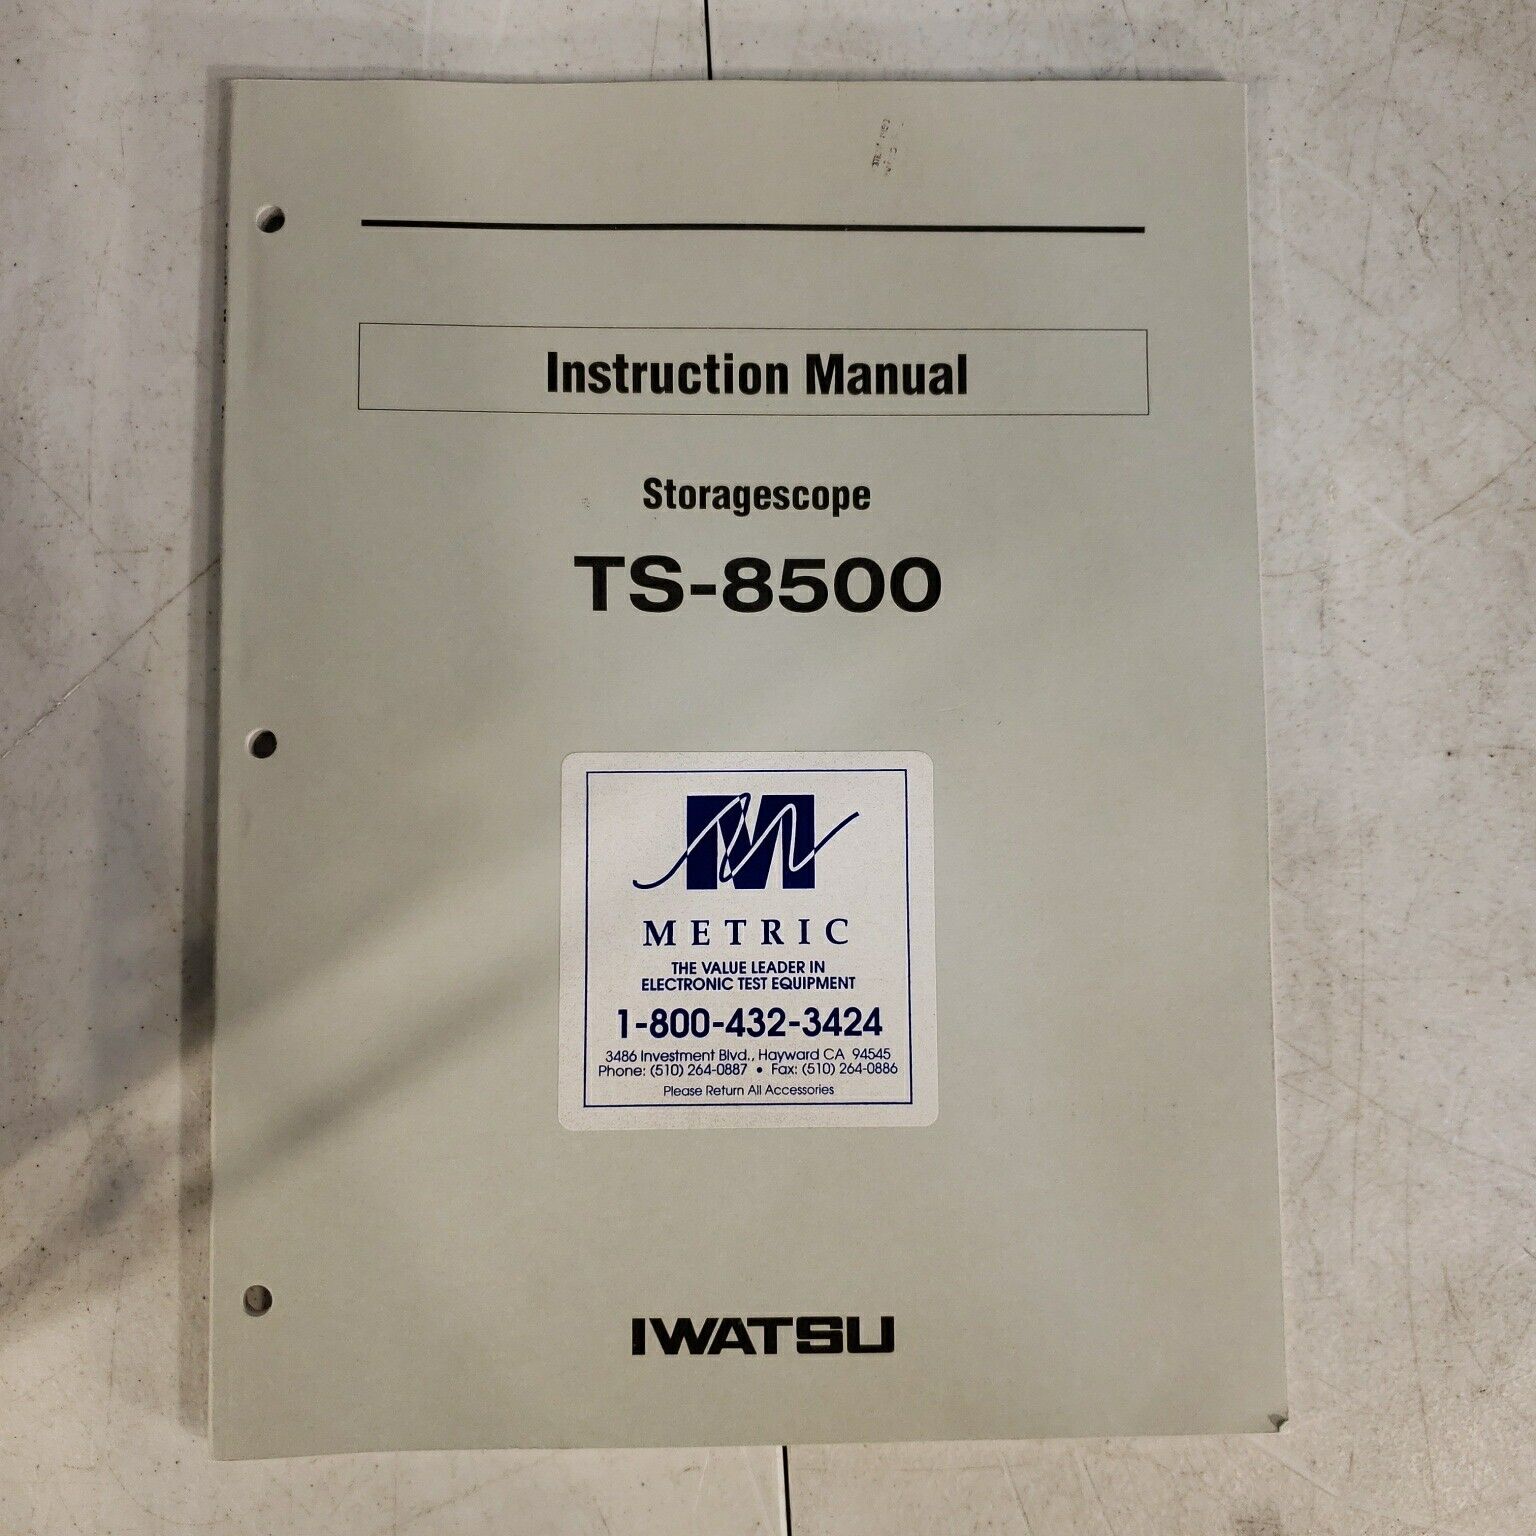 Instruction Manual
Storagescope
TS-8500
METRIC
THE VALUE LEADER IN
ELECTRONIC TEST EQUIPMENT
1-800-432-3424
3486 Investment Blvd., Hayward CA 94545
Phone: (510) 264-0887 • Fax: (510) 264-0886
Please Return All Accessories
IWATSU